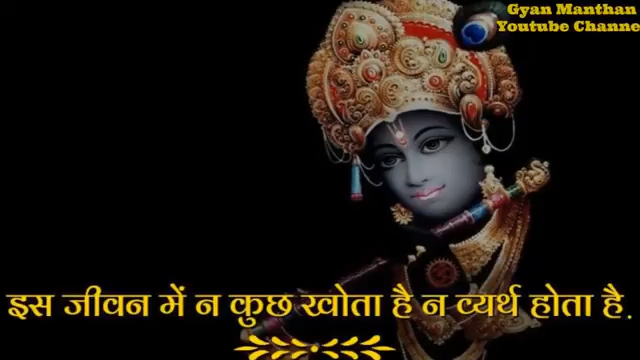 Gyan Manthan
Youtube Channe
इस जीवन में न कुछ खोता है न व्यर्थ होता है.